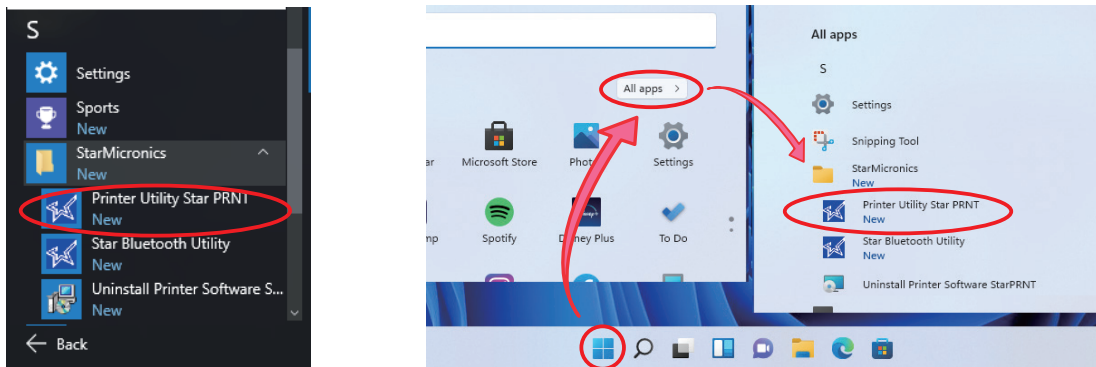 S
Settings
Sports
New
StarMicronics
New
Printer Utility Star PRNT
New
Star Bluetooth Utility
New
Uninstall Printer Software S...
New
Back
All apps
Microsoft Store
Settings
Spotify
To Do
All apps
S
Settings
Snipping Tool
StarMicronics
New
Printer Utility Star PRNT
New
Star Bluetooth Utility
New
Uninstall Printer Software StarPRNT